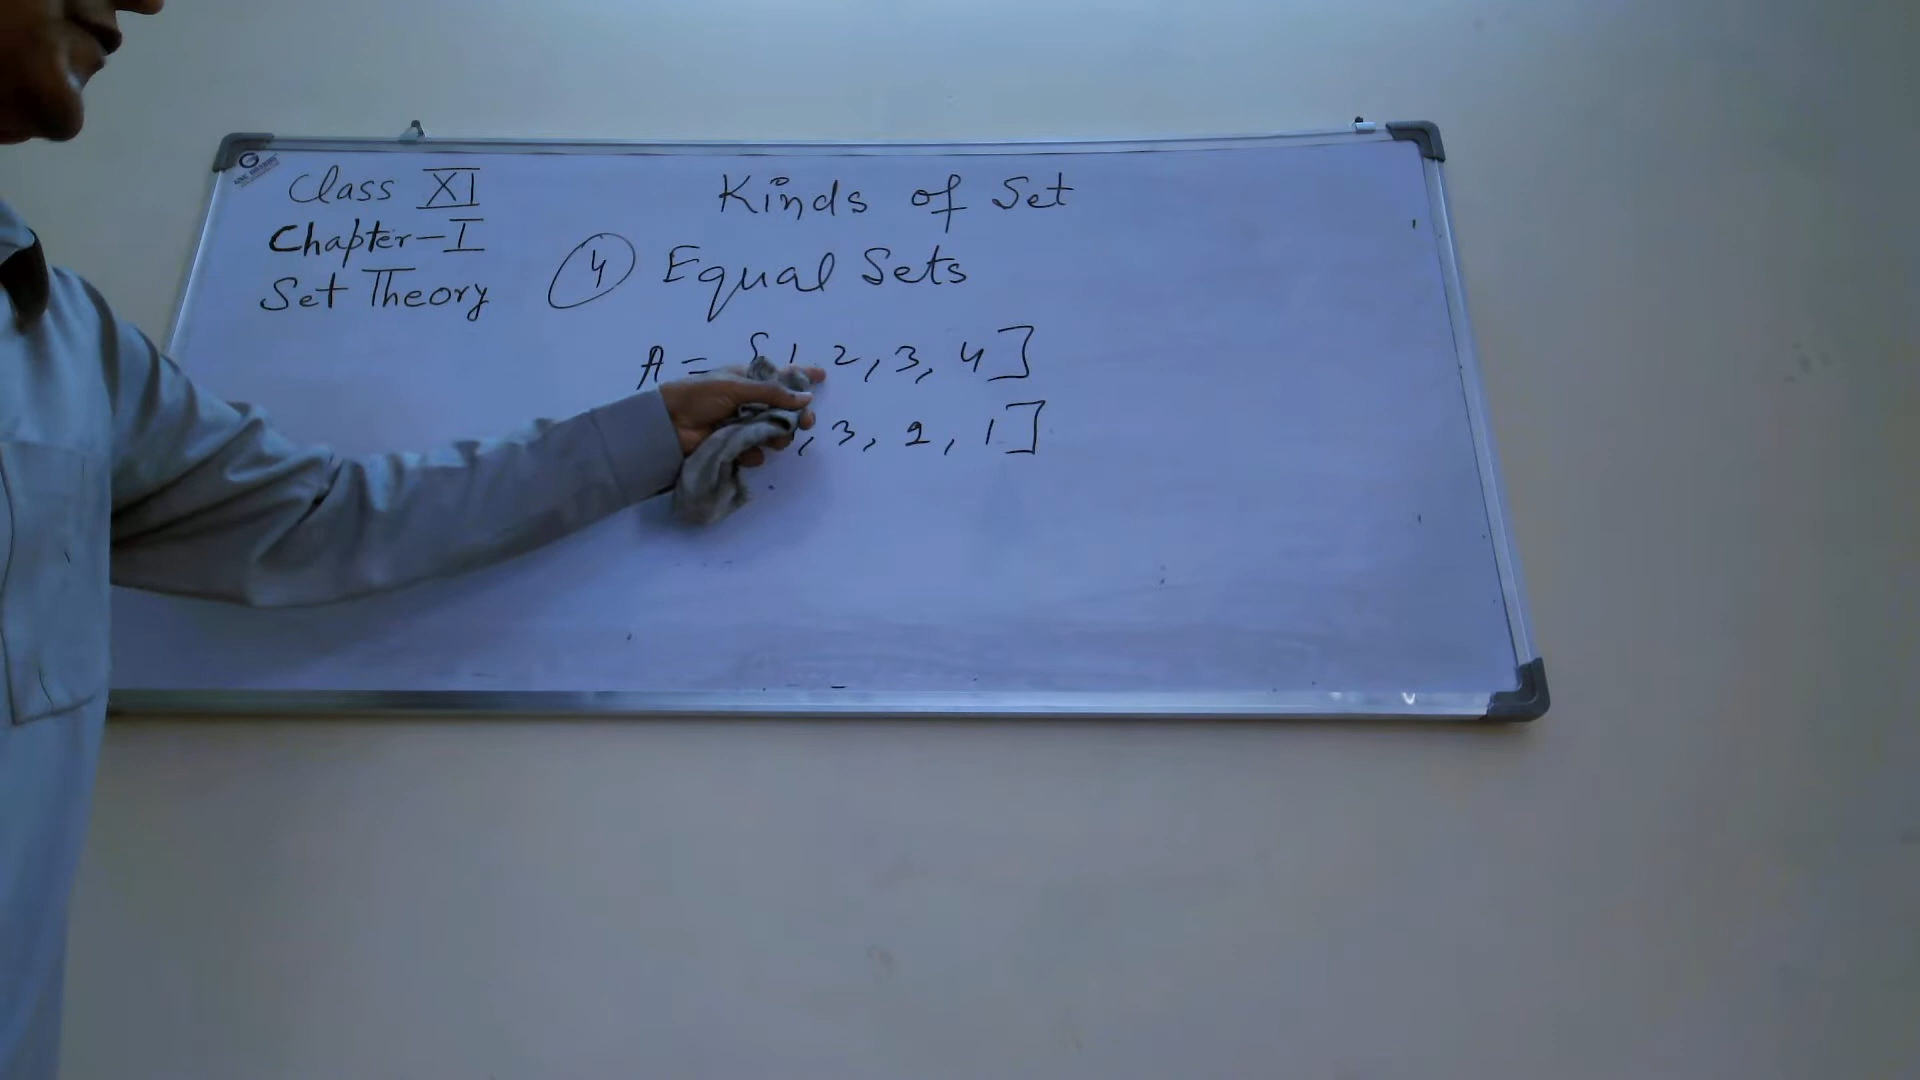 Class XI
Chapter-I
Set Theory
Kinds of Set
4 Equal Sets
A = { 1, 2, 3, 4 ]
, 3, 2, 1 ]